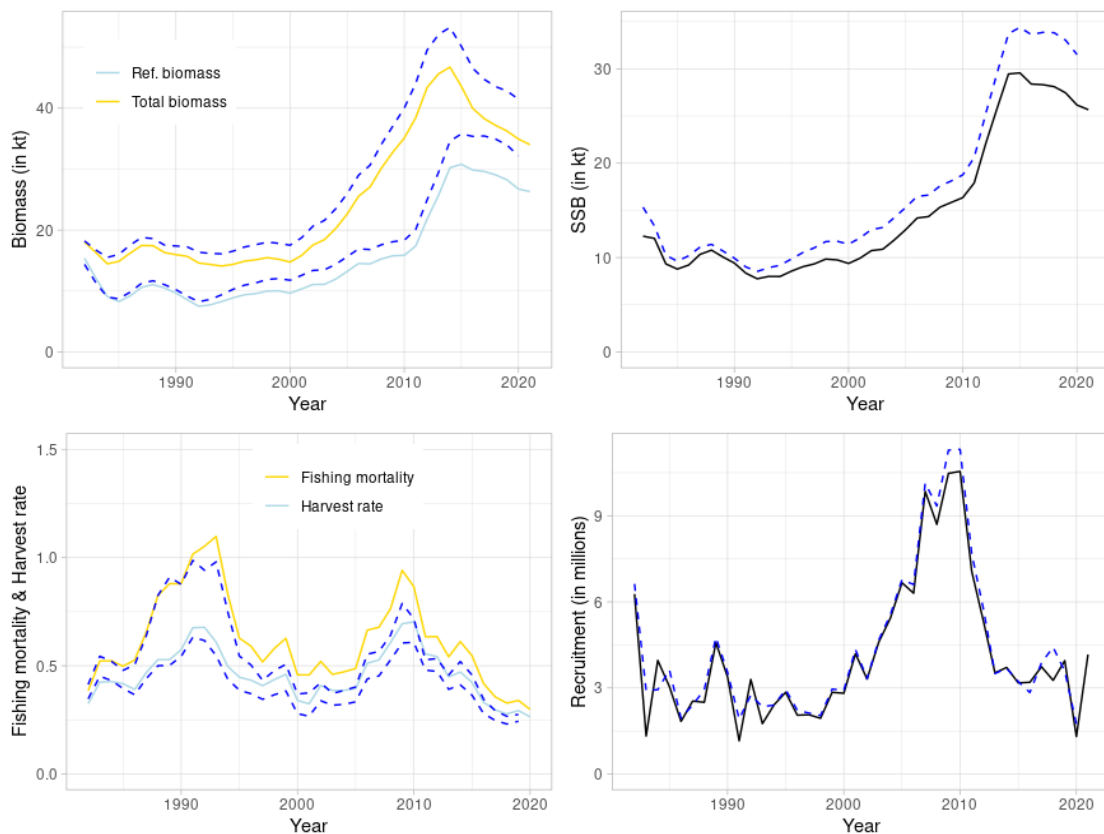 Biomass (in kt)
40
20
0
Ref. biomass
Total biomass
1990
2000
2010
2020
Year
SSB (in kt)
30
20
10
0
1990
2000
2010
2020
Year
Fishing mortality & Harvest rate
1.5
1.0
0.5
0.0
Fishing mortality
Harvest rate
1990
2000
2010
2020
Year
Recruitment (in millions)
9
6
3
0
1990
2000
2010
2020
Year